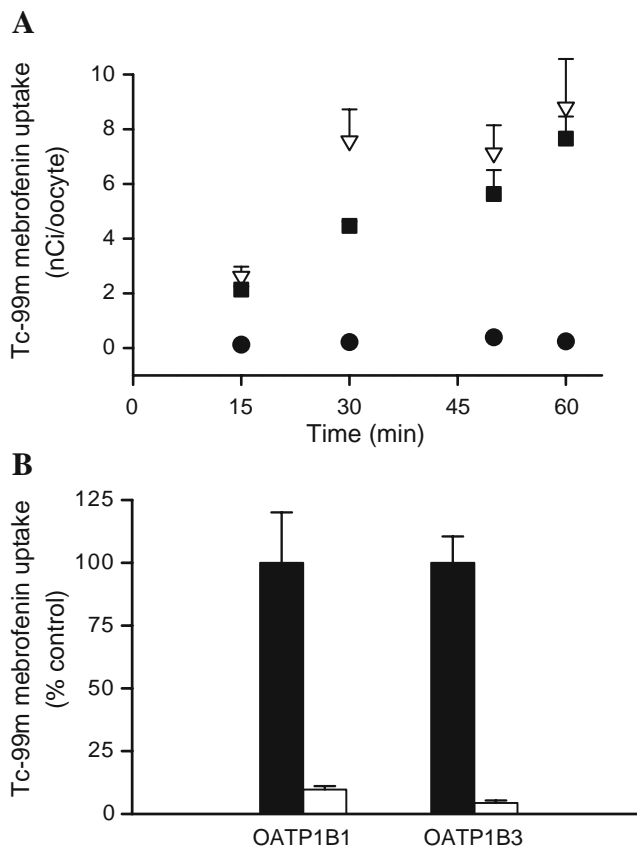 A
Tc-99m mebrofenin uptake
(nCi/oocyte)
10
8
6
4
2
0
0
15
30
45
60
Time (min)
B
Tc-99m mebrofenin uptake
(% control)
125
100
75
50
25
0
OATP1B1
OATP1B3